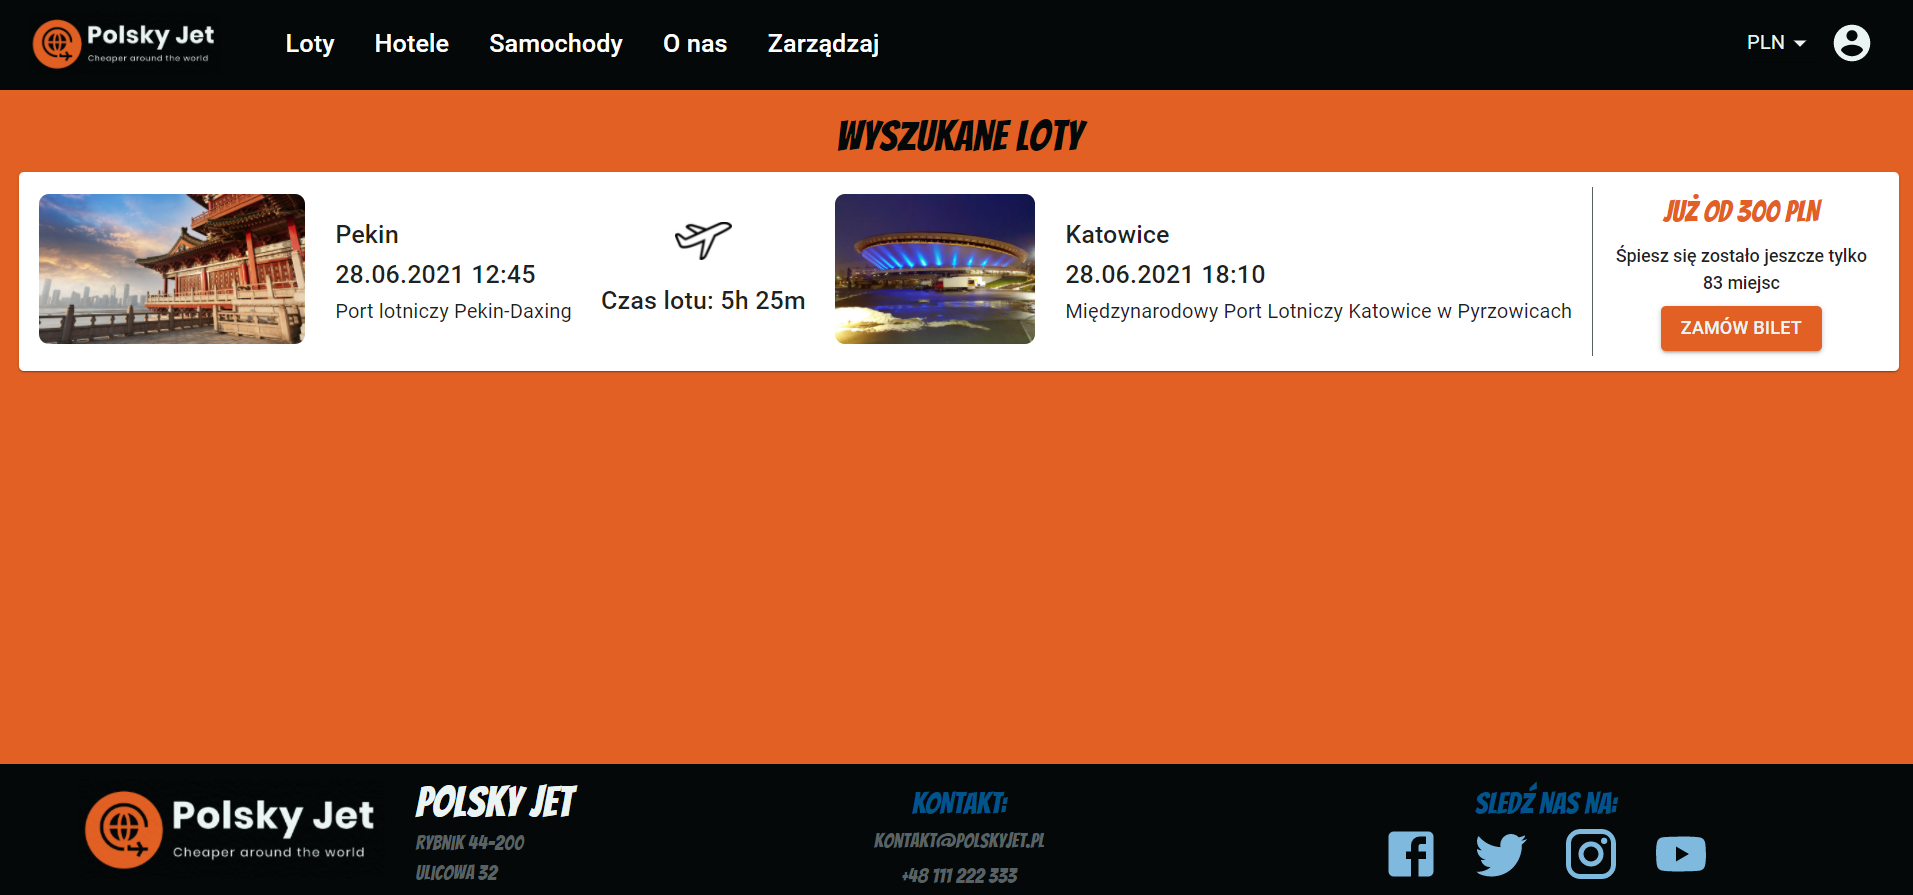 Polsky Jet
Cheaper around the world
Loty
Hotele
Samochody
O nas
Zarządzaj
PLN
WYSZUKANE LOTY
Pekin
28.06.2021 12:45
Port lotniczy Pekin-Daxing
Czas lotu: 5h 25m
Katowice
28.06.2021 18:10
Międzynarodowy Port Lotniczy Katowice w Pyrzowicach
JUŻ OD 300 PLN
Śpiesz się zostało jeszcze tylko
83 miejsc
ZAMÓW BILET
Polsky Jet
Cheaper around the world
POLSKY JET
RYBNIK 44-200
ULICOWA 32
KONTAKT:
KONTAKT@POLSKYJET.PL
+48 111 222 333
SLEDŹ NAS NA: